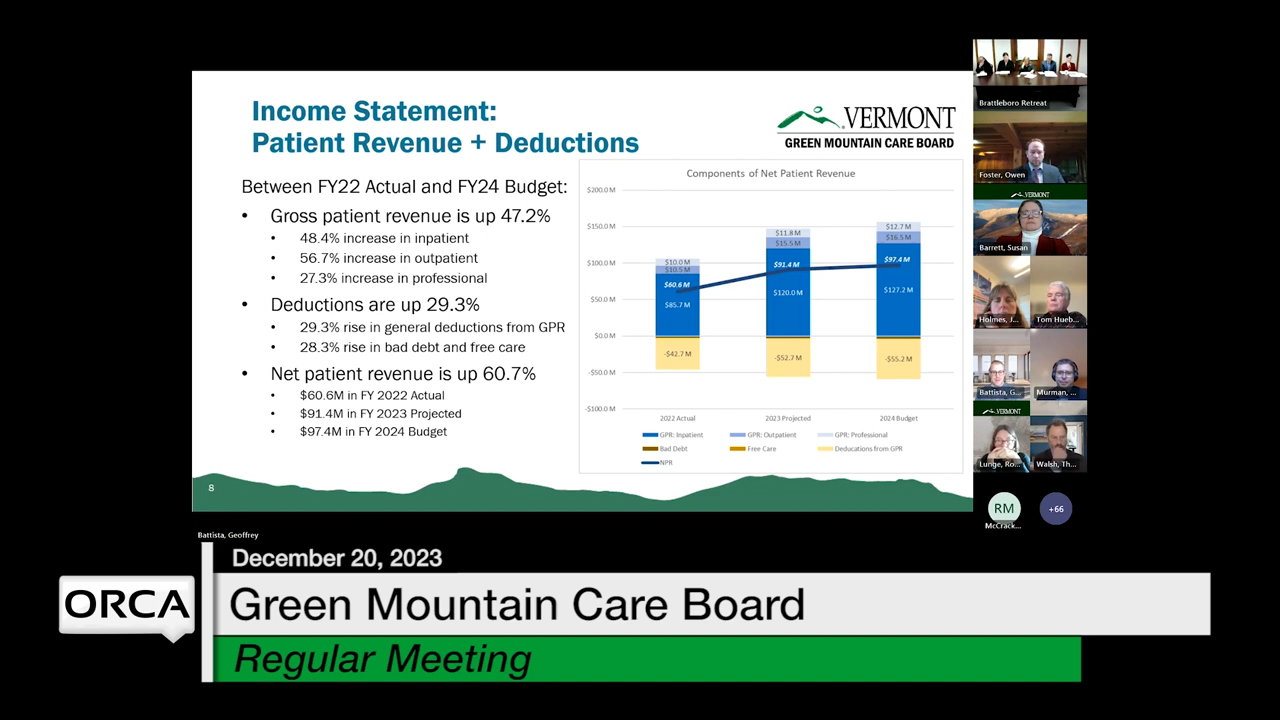 Income Statement:
Patient Revenue + Deductions
VERMONT
GREEN MOUNTAIN CARE BOARD
Between FY22 Actual and FY24 Budget:
• Gross patient revenue is up 47.2%
• 48.4% increase in inpatient
• 56.7% increase in outpatient
• 27.3% increase in professional
• Deductions are up 29.3%
• 29.3% rise in general deductions from GPR
• 28.3% rise in bad debt and free care
• Net patient revenue is up 60.7%
• $60.6M in FY 2022 Actual
• $91.4M in FY 2023 Projected
• $97.4M in FY 2024 Budget
8
Components of Net Patient Revenue
$200.0 M
$150.0 M
$100.0 M
$50.0 M
$0.0 M
-$50.0 M
-$100.0 M
$10.0 M
$10.5 M
$60.6 M
$85.7 M
-$42.7 M
$11.8 M
$15.5 M
$91.4 M
$120.0 M
-$52.7 M
$12.7 M
$16.5 M
$97.4 M
$127.2 M
-$55.2 M
2022 Actual 2023 Projected 2024 Budget
GPR: Inpatient GPR: Outpatient GPR: Professional
Bad Debt Free Care Deducations from GPR
NPR
Brattleboro Retreat
Foster, Owen
VERMONT
Barrett, Susan
Holmes, J... Tom Hueb...
Battista, G... Murman, ...
VERMONT
Lunge, Ro... Walsh, Th...
RM +66
McCrack...
Battista, Geoffrey
December 20, 2023
ORCA
Green Mountain Care Board
Regular Meeting